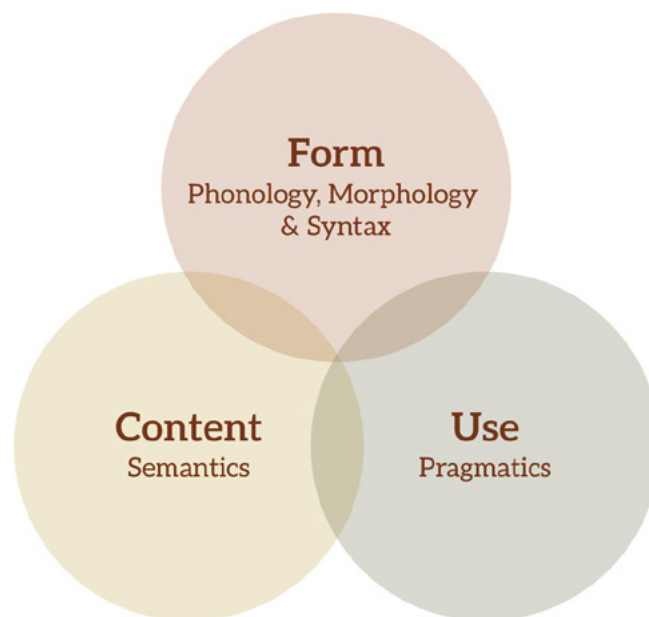 Form
Phonology, Morphology
& Syntax
Content
Semantics
Use
Pragmatics